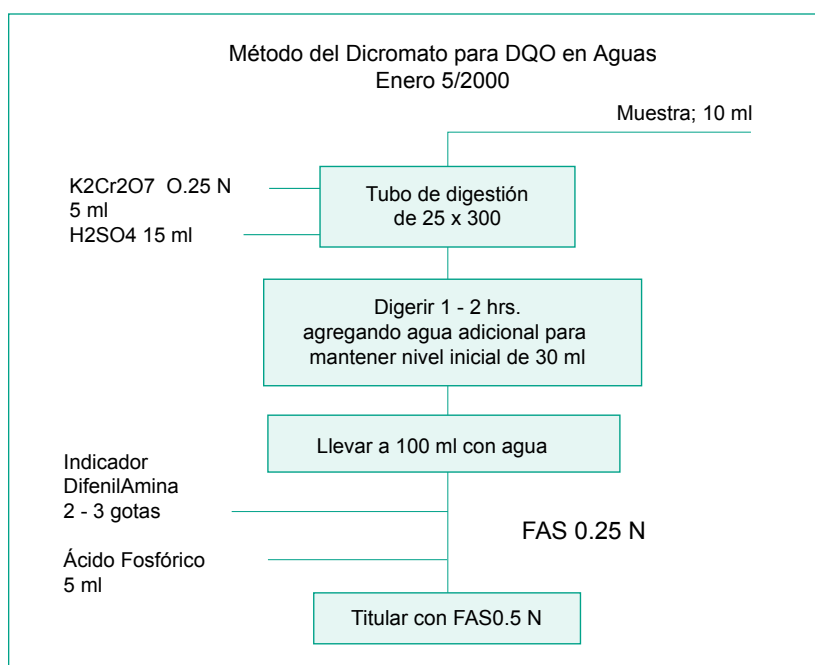 Método del Dicromato para DQO en Aguas
Enero 5/2000
Muestra; 10 ml
K2Cr2O7 O.25 N
5 ml
H2SO4 15 ml
Tubo de digestión
de 25 x 300
Digerir 1 - 2 hrs.
agregando agua adicional para
mantener nivel inicial de 30 ml
Llevar a 100 ml con agua
Indicador
DifenilAmina
2 - 3 gotas
FAS 0.25 N
Ácido Fosfórico
5 ml
Titular con FAS0.5 N